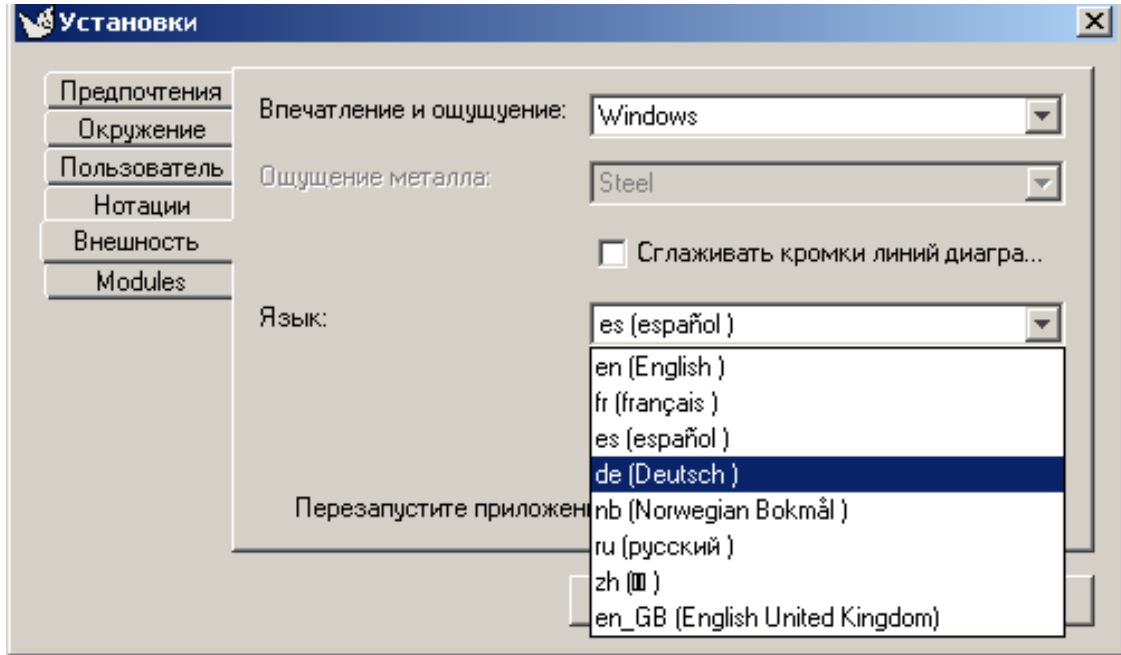 Установки
Предпочтения
Окружение
Пользователь
Нотации
Внешность
Modules
Впечатление и ощущуение: Windows
Ощущение металла: Steel
Сглаживать кромки линий диагра...
Язык: es (español )
en (English )
fr (français )
es (español )
de (Deutsch )
nb (Norwegian Bokmål )
ru (русский )
zh ( )
en_GB (English United Kingdom)
Перезапустите